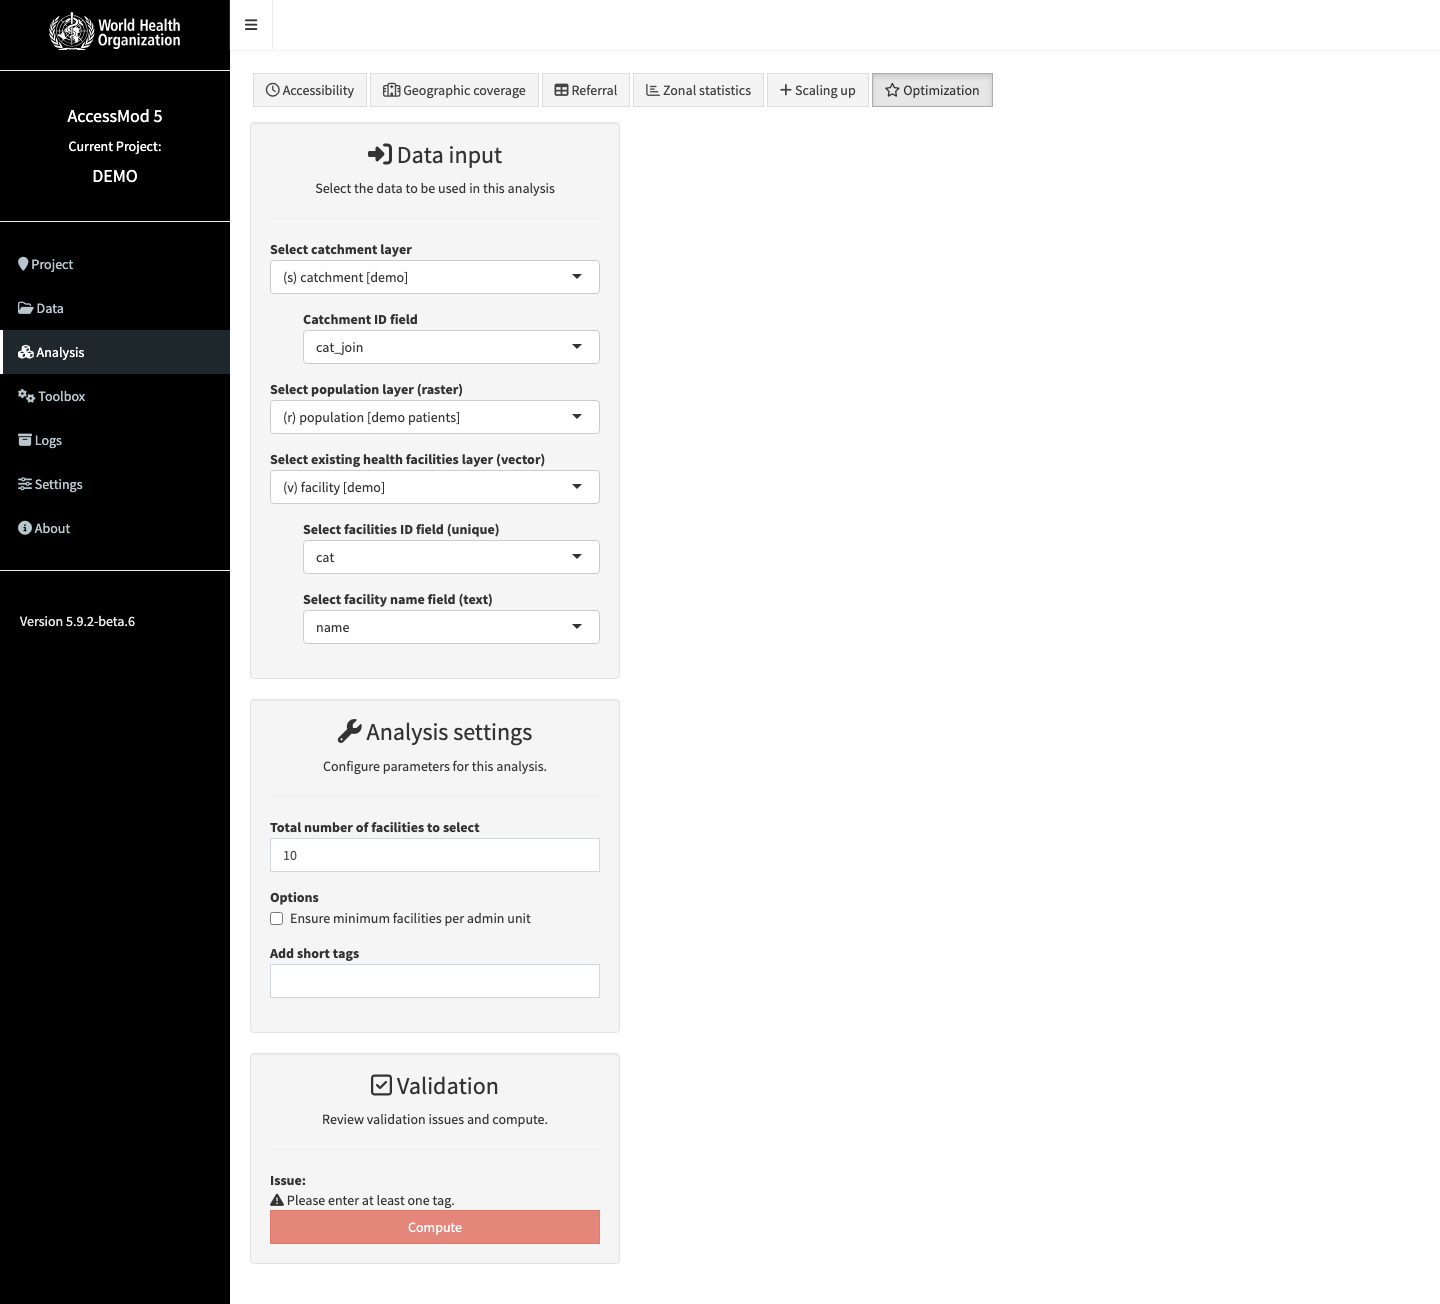 World Health
Organization
AccessMod 5
Current Project:
DEMO
Project
Data
Analysis
Toolbox
Logs
Settings
About
Version 5.9.2-beta.6
Accessibility
Geographic coverage
Referral
Zonal statistics
Scaling up
Optimization
Data input
Select the data to be used in this analysis
Select catchment layer
(s) catchment [demo]
Catchment ID field
cat_join
Select population layer (raster)
(r) population [demo patients]
Select existing health facilities layer (vector)
(v) facility [demo]
Select facilities ID field (unique)
cat
Select facility name field (text)
name
Analysis settings
Configure parameters for this analysis.
Total number of facilities to select
10
Options
Ensure minimum facilities per admin unit
Add short tags
Validation
Review validation issues and compute.
Issue:
Please enter at least one tag.
Compute